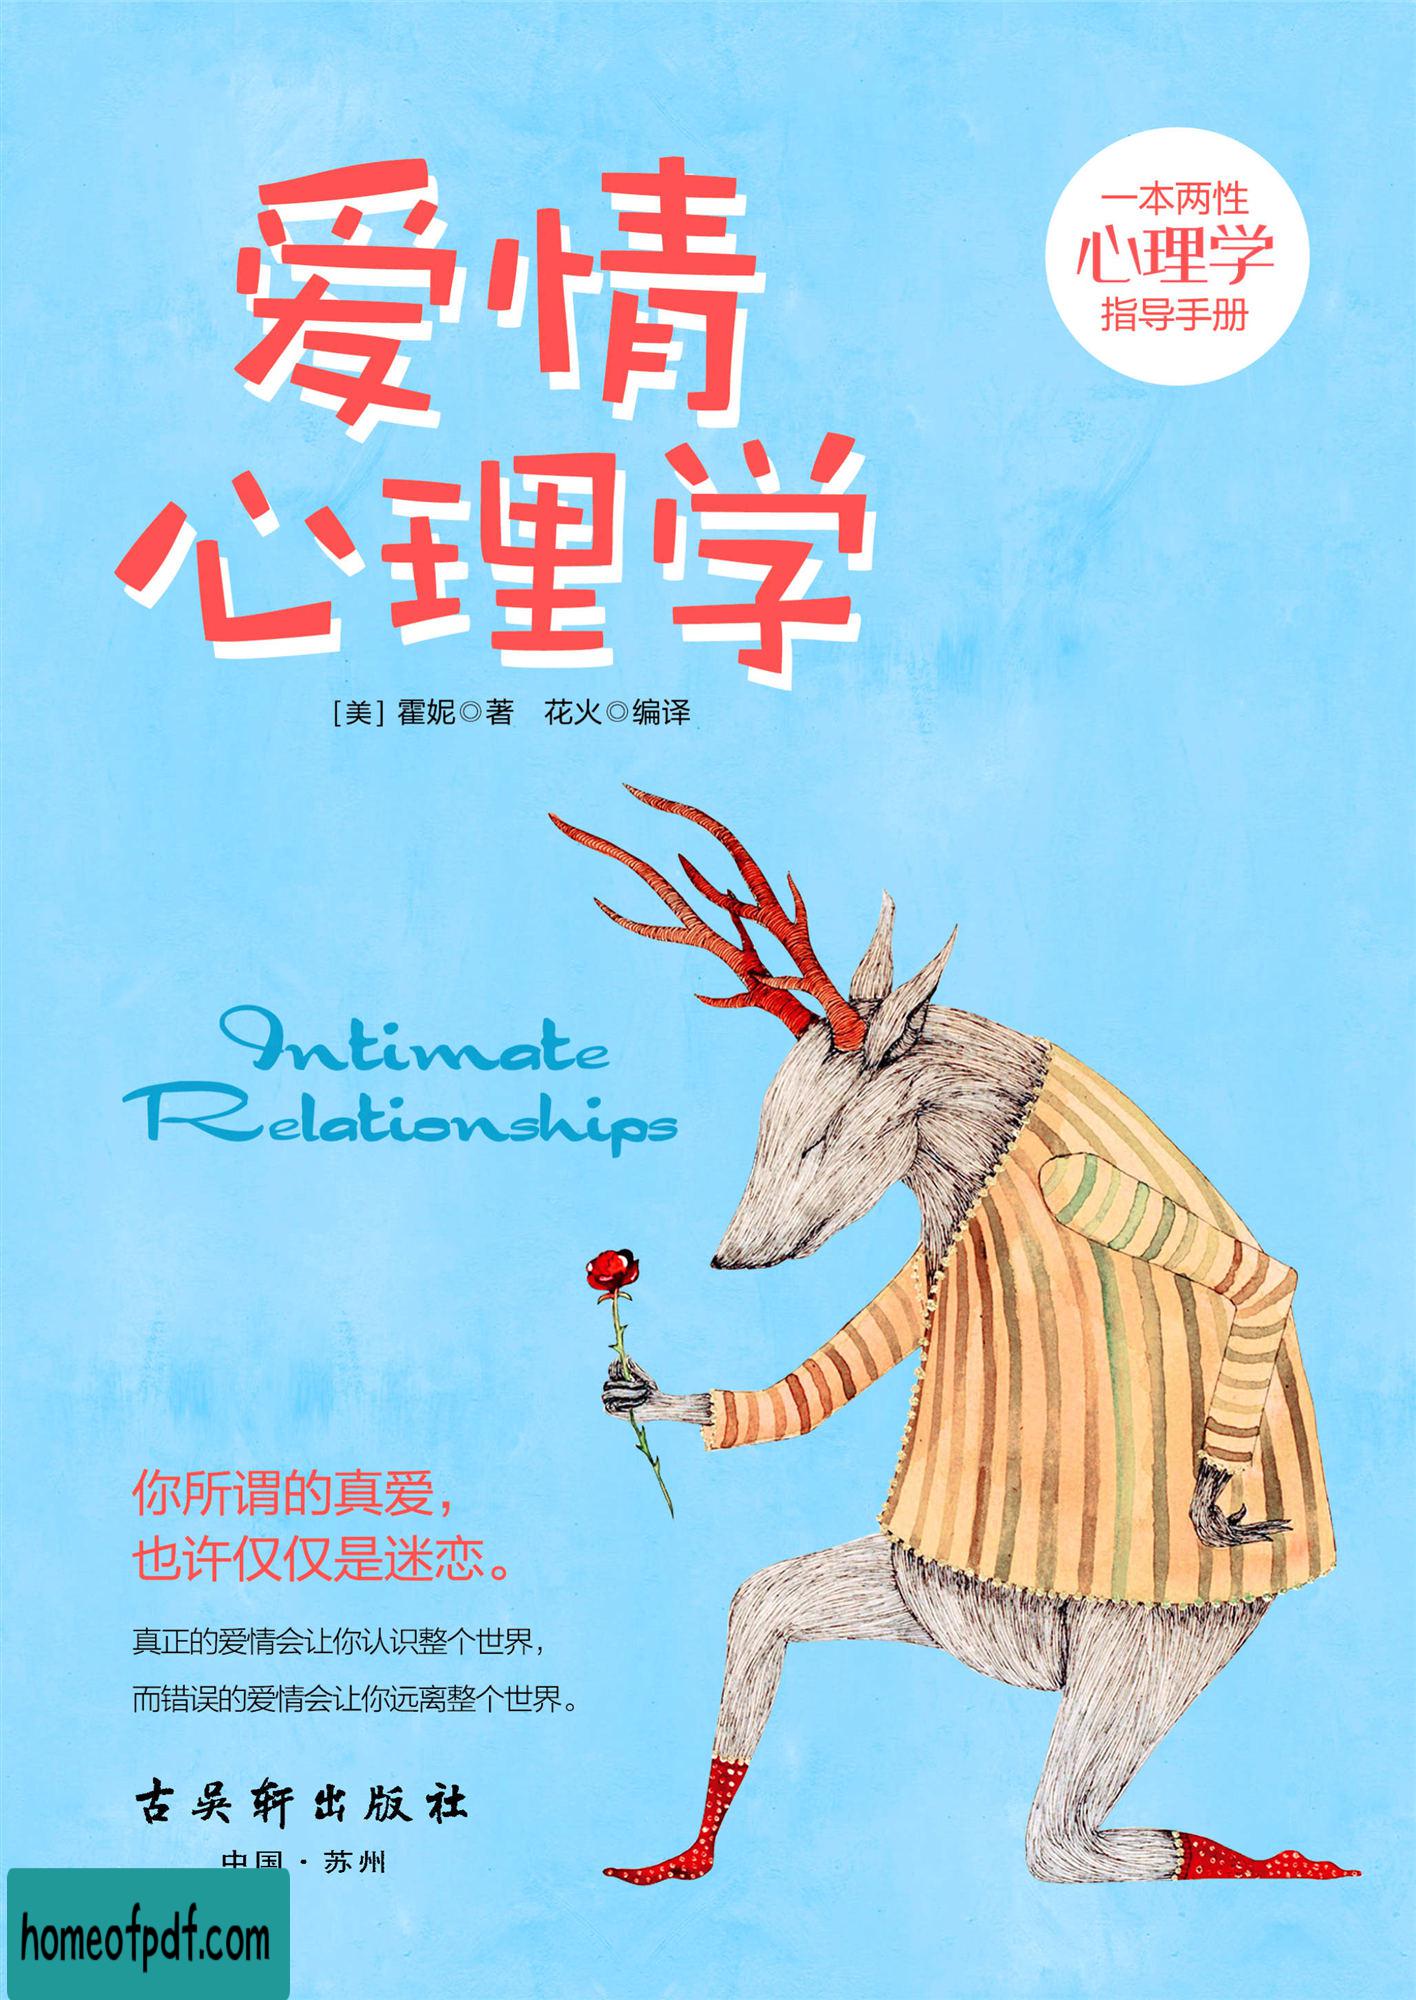 爱情
心理学
一本两性
心理学
指导手册
[美] 霍妮◎著 花火◎编译
Intimate
Relationships
你所谓的真爱，
也许仅仅是迷恋。
真正的爱情会让你认识整个世界，
而错误的爱情会让你远离整个世界。
古吴轩出版社
中国·苏州
homeofpdf.com